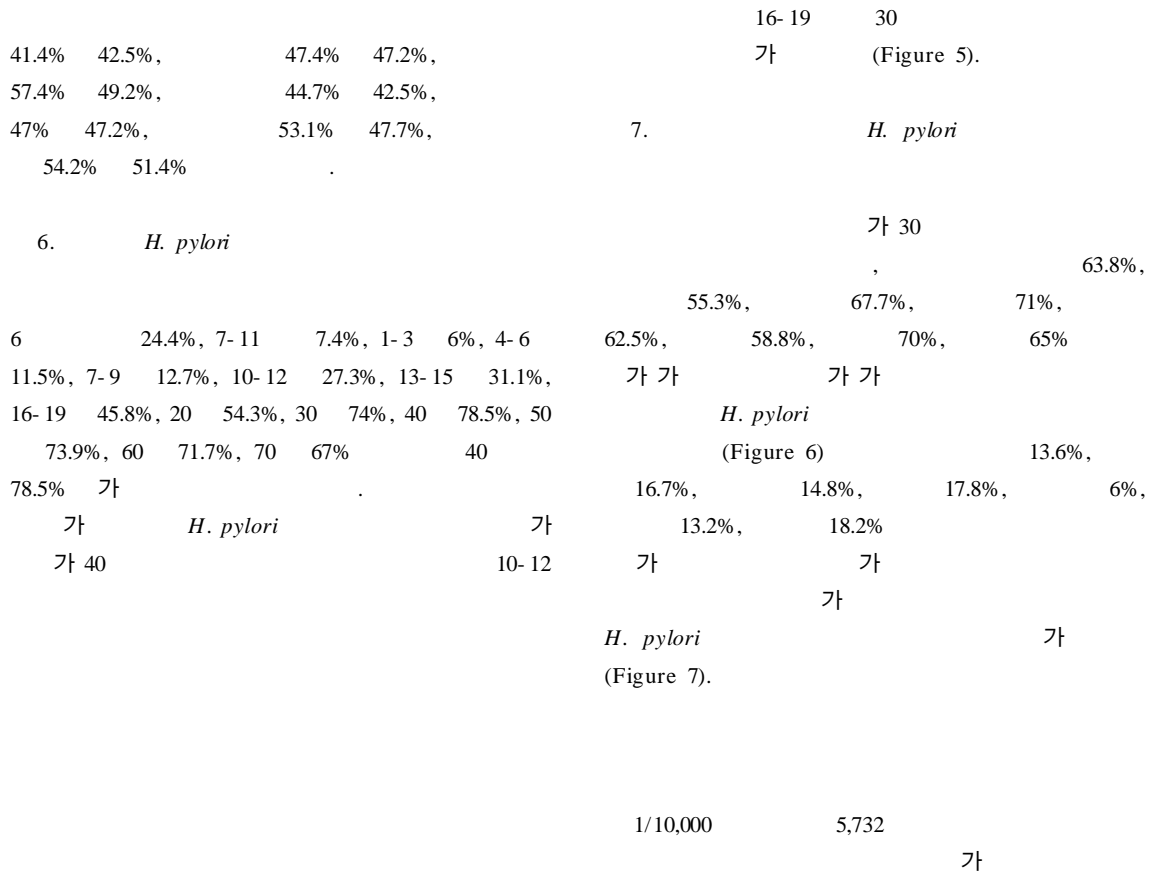 41.4% 42.5%, 47.4% 47.2%,
57.4% 49.2%, 44.7% 42.5%,
47% 47.2%, 53.1% 47.7%,
54.2% 51.4% .
6. H. pylori
6 24.4%, 7-11 7.4%, 1-3 6%, 4-6
11.5%, 7-9 12.7%, 10-12 27.3%, 13-15 31.1%,
16-19 45.8%, 20 54.3%, 30 74%, 40 78.5%, 50
73.9%, 60 71.7%, 70 67% 40
78.5% 가 .
가 H. pylori 가
가 40 10-12
16-19 30
가 (Figure 5).
7. H. pylori
가 30
, 63.8%,
55.3%, 67.7%, 71%,
62.5%, 58.8%, 70%, 65%
가 가 가 가
H. pylori
(Figure 6) 13.6%,
16.7%, 14.8%, 17.8%, 6%,
13.2%, 18.2%
가 가
가
H. pylori 가
(Figure 7).
1/10,000 5,732
가